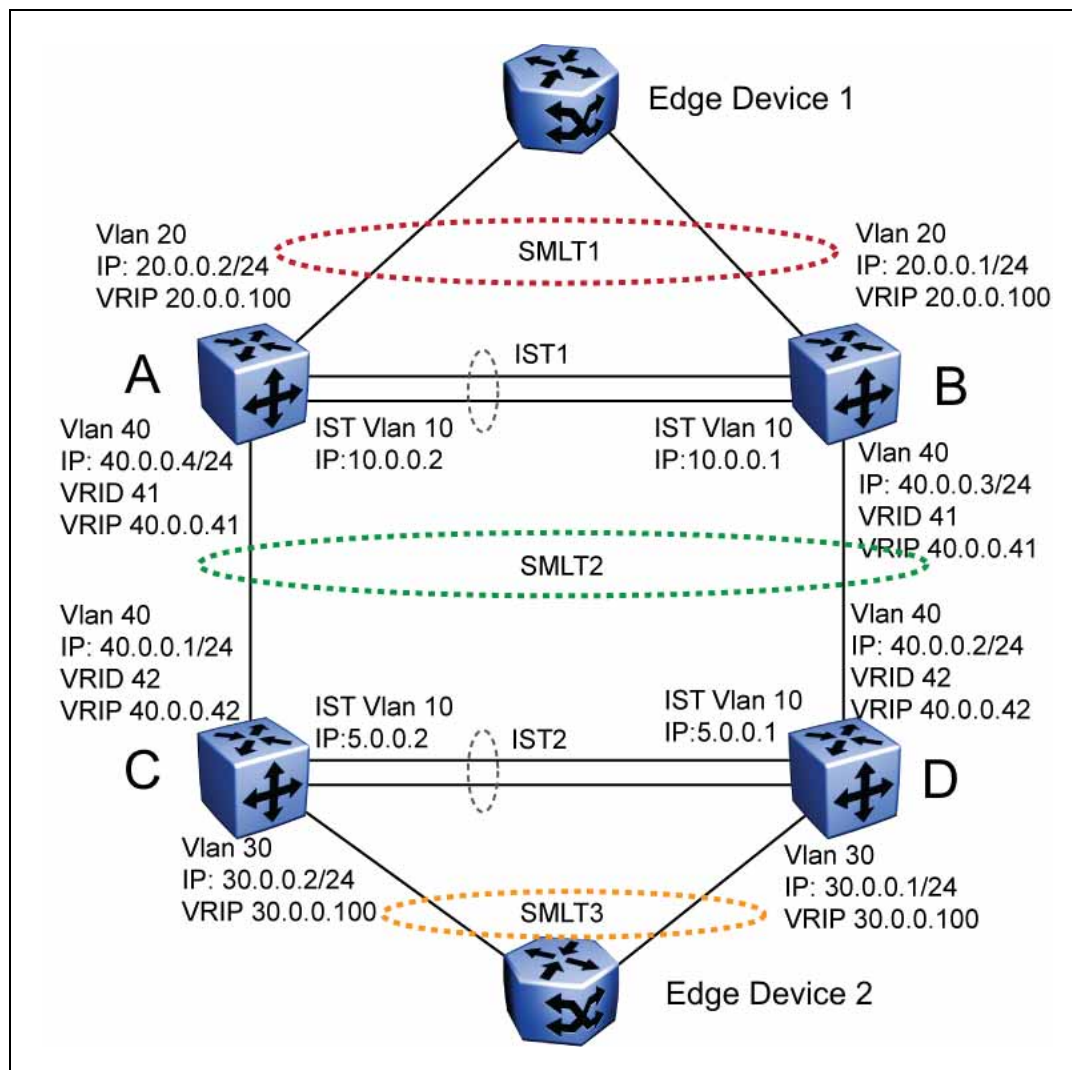 Edge Device 1
Vlan 20
IP: 20.0.0.2/24
VRIP 20.0.0.100
SMLT1
Vlan 20
IP: 20.0.0.1/24
VRIP 20.0.0.100
A
IST1
B
IST Vlan 10
IP:10.0.0.2
IST Vlan 10
IP:10.0.0.1
Vlan 40
IP: 40.0.0.4/24
VRID 41
VRIP 40.0.0.41
Vlan 40
IP: 40.0.0.3/24
VRID 41
VRIP 40.0.0.41
SMLT2
Vlan 40
IP: 40.0.0.1/24
VRID 42
VRIP 40.0.0.42
Vlan 40
IP: 40.0.0.2/24
VRID 42
VRIP 40.0.0.42
IST Vlan 10
IP:5.0.0.2
IST2
IST Vlan 10
IP:5.0.0.1
C
D
Vlan 30
IP: 30.0.0.2/24
VRIP 30.0.0.100
SMLT3
Vlan 30
IP: 30.0.0.1/24
VRIP 30.0.0.100
Edge Device 2